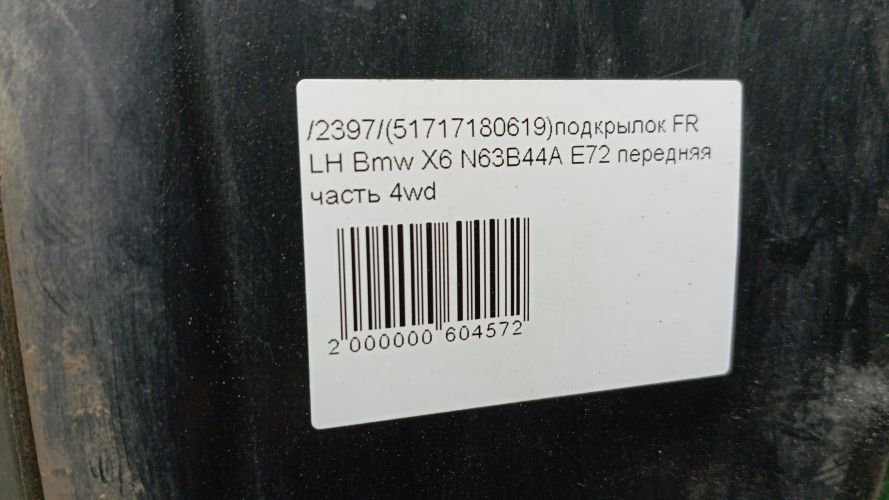 /2397/(51717180619)подкрылок FR
LH Bmw X6 N63B44A E72 передняя
часть 4wd
2 000000 604572